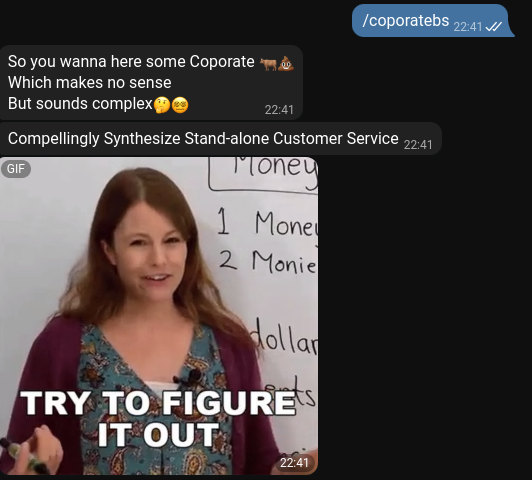 /coporatebs 22:41
So you wanna here some Coporate 🐂💩
Which makes no sense
But sounds complex🤔😵‍💫
22:41
Compellingly Synthesize Stand-alone Customer Service 22:41
GIF
Money
1 Money
2 Monie
dollar
ents
TRY TO FIGURE
IT OUT
22:41